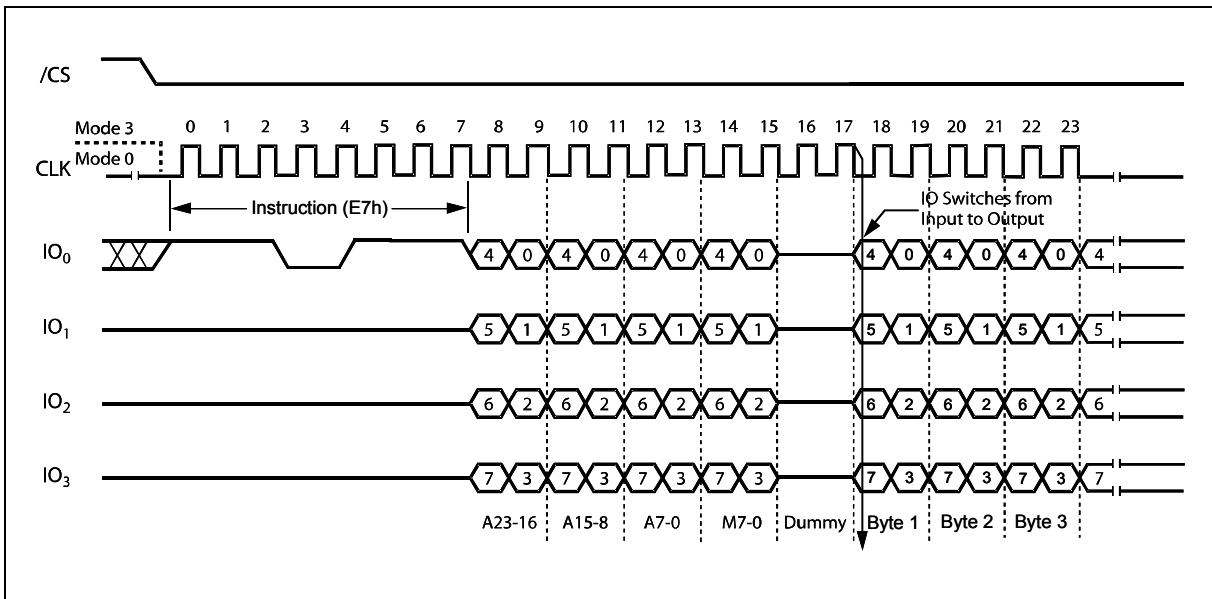 /CS
Mode 3
0 1 2 3 4 5 6 7 8 9 10 11 12 13 14 15 16 17 18 19 20 21 22 23
CLK
Mode 0
Instruction (E7h)
IO Switches from
Input to Output
IO0
4 0 4 0 4 0 4 0 4 0 4 0 4 0 4
IO1
5 1 5 1 5 1 5 1 5 1 5 1 5 1 5
IO2
6 2 6 2 6 2 6 2 6 2 6 2 6 2 6
IO3
7 3 7 3 7 3 7 3 7 3 7 3 7 3 7
A23-16 A15-8 A7-0 M7-0 Dummy Byte 1 Byte 2 Byte 3